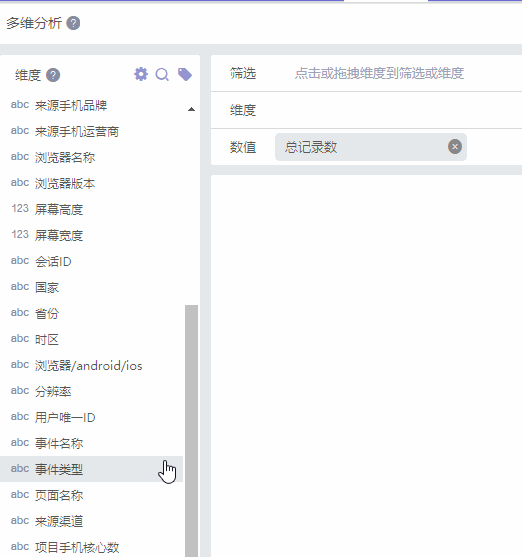 多维分析 ?
维度 ?
abc 来源手机品牌
abc 来源手机运营商
abc 浏览器名称
abc 浏览器版本
123 屏幕高度
123 屏幕宽度
abc 会话ID
abc 国家
abc 省份
abc 时区
abc 浏览器/android/ios
abc 分辨率
abc 用户唯一ID
abc 事件名称
abc 事件类型
abc 页面名称
abc 来源渠道
abc 项目手机核心数
筛选 点击或拖拽维度到筛选或维度
维度
数值 总记录数